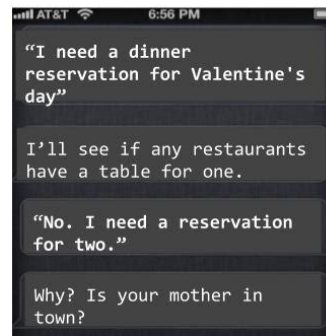 AT&T 6:56 PM
“I need a dinner
reservation for Valentine's
day”
I’ll see if any restaurants
have a table for one.
“No. I need a reservation
for two.”
Why? Is your mother in
town?